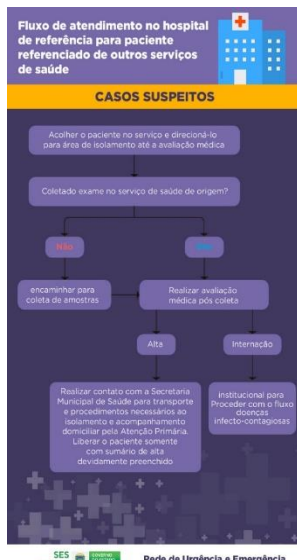 Fluxo de atendimento no hospital
de referência para paciente
referenciado de outros serviços
de saúde
CASOS SUSPEITOS
Acolher o paciente no serviço e direcioná-lo
para área de isolamento até a avaliação médica
Coletado exame no serviço de saúde de origem?
Não
Sim
encaminhar para
coleta de amostras
Realizar avaliação
médica pós coleta
Alta
Internação
Realizar contato com a Secretaria
Municipal de Saúde para transporte
e procedimentos necessários ao
isolamento e acompanhamento
domiciliar pela Atenção Primária.
Liberar o paciente somente
com sumário de alta
devidamente preenchido
institucional para
Proceder com o fluxo
doenças
infecto-contagiosas
SES
Rede de Urgência e Emergência